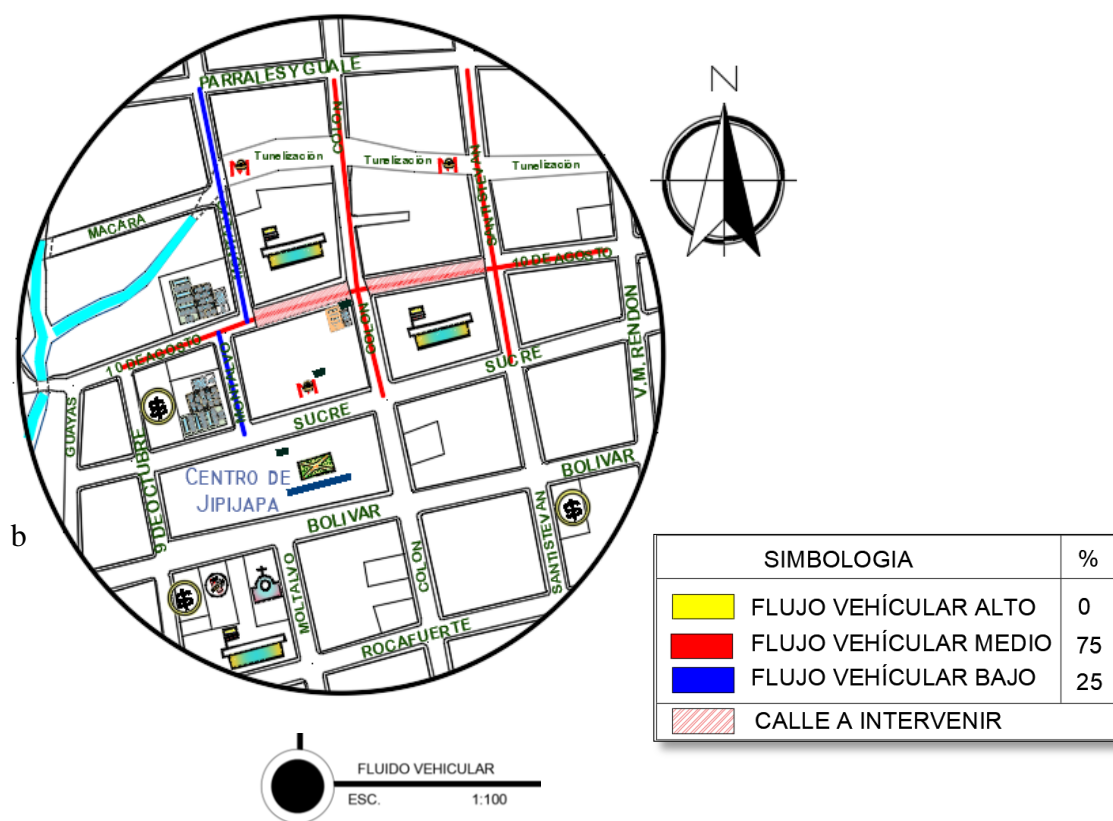 PARRALES Y GUALE
COLON
SANTISTEVAN
Tunelización
Tunelización
Tunelización
MACARA
10 DE AGOSTO
10 DE AGOSTO
COLON
SUCRE
V.M. RENDON
MONTALVO
GUAYAS
9 DE OCTUBRE
SUCRE
CENTRO DE
JIPIJAPA
BOLIVAR
BOLIVAR
SANTISTEVAN
COLON
MOLTALVO
ROCAFUERTE
N
b
SIMBOLOGIA %
FLUJO VEHÍCULAR ALTO 0
FLUJO VEHÍCULAR MEDIO 75
FLUJO VEHÍCULAR BAJO 25
CALLE A INTERVENIR
FLUIDO VEHICULAR
ESC. 1:100